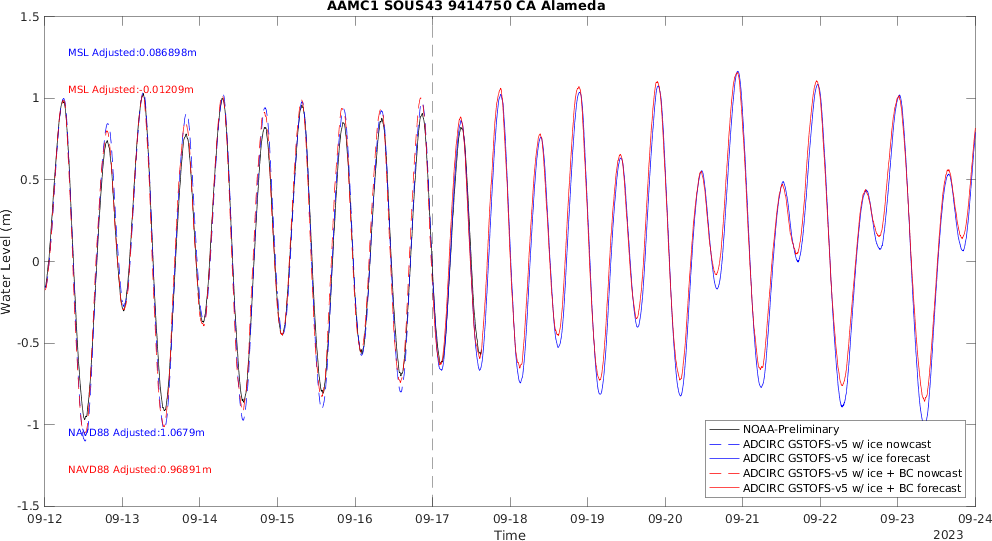 AAMC1 SOUS43 9414750 CA Alameda
1.5
1
0.5
0
-0.5
-1
-1.5
Water Level (m)
MSL Adjusted:0.086898m
MSL Adjusted:-0.01209m
NAVD88 Adjusted:1.0679m
NAVD88 Adjusted:0.96891m
NOAA-Preliminary
ADCIRC GSTOFS-v5 w/ ice nowcast
ADCIRC GSTOFS-v5 w/ ice forecast
ADCIRC GSTOFS-v5 w/ ice + BC nowcast
ADCIRC GSTOFS-v5 w/ ice + BC forecast
09-12 09-13 09-14 09-15 09-16 09-17 09-18 09-19 09-20 09-21 09-22 09-23 09-24
Time
2023